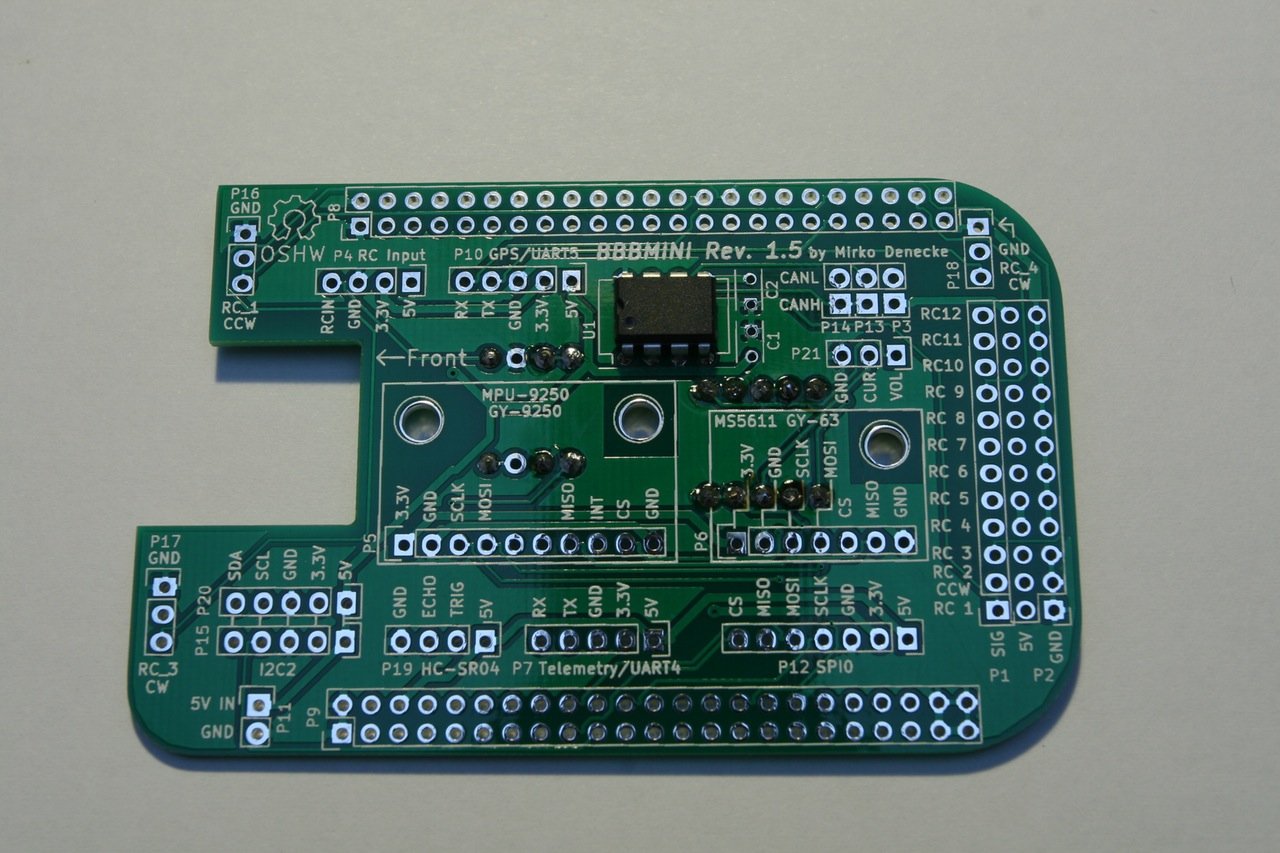 P16
GND
OSHW
RC_1
CCW
P8
P4 RC Input
RCIN
GND
3.3V
5V
P10 GPS/UART5
RX
TX
GND
3.3V
5V
BBBMINI Rev. 1.5 by Mirko Denecke
U1
C2
C1
CANL
CANH
P14 P13 P3
P21
GND
CUR
VOL
P18
GND
RC_4
CW
←Front
MPU-9250
GY-9250
MS5611 GY-63
3.3V
GND
SCLK
MOSI
MISO
INT
CS
GND
P5
3.3V
GND
SCLK
MOSI
CS
MISO
GND
P6
RC12
RC11
RC10
RC 9
RC 8
RC 7
RC 6
RC 5
RC 4
RC 3
RC 2
CCW
RC 1
SIG
5V
GND
P1
P2
P17
GND
RC_3
CW
P20
P15
SDA
SCL
GND
3.3V
5V
I2C2
GND
ECHO
TRIG
5V
P19 HC-SR04
RX
TX
GND
3.3V
5V
P7 Telemetry/UART4
CS
MISO
MOSI
SCLK
GND
3.3V
5V
P12 SPI0
5V IN
GND
P11
P9